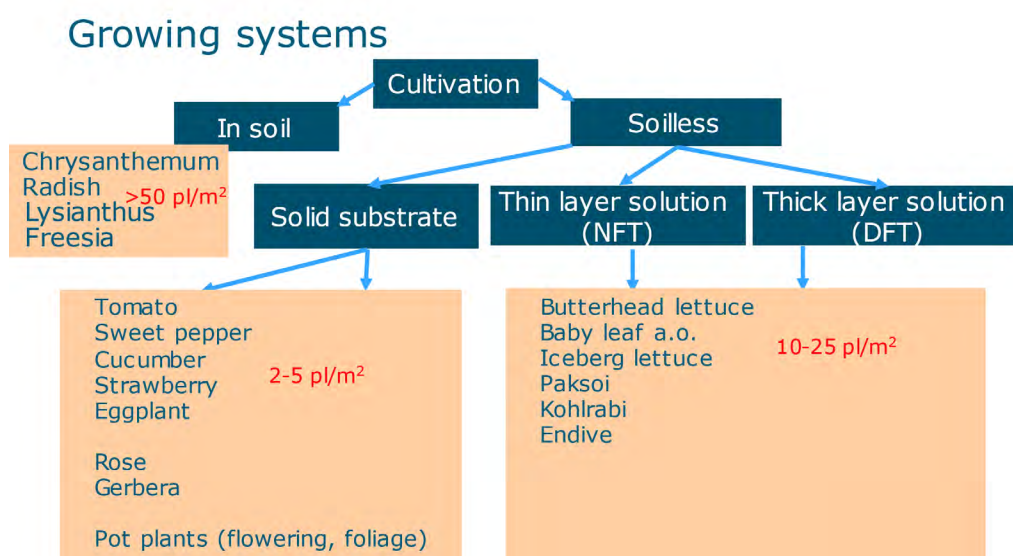 Growing systems
Cultivation
In soil
Soilless
Chrysanthemum
Radish
>50 pl/m²
Lysianthus
Freesia
Solid substrate
Thin layer solution
(NFT)
Thick layer solution
(DFT)
Tomato
Sweet pepper
Cucumber
Strawberry
2-5 pl/m²
Eggplant
Rose
Gerbera
Pot plants (flowering, foliage)
Butterhead lettuce
Baby leaf a.o.
Iceberg lettuce
10-25 pl/m²
Paksoi
Kohlrabi
Endive